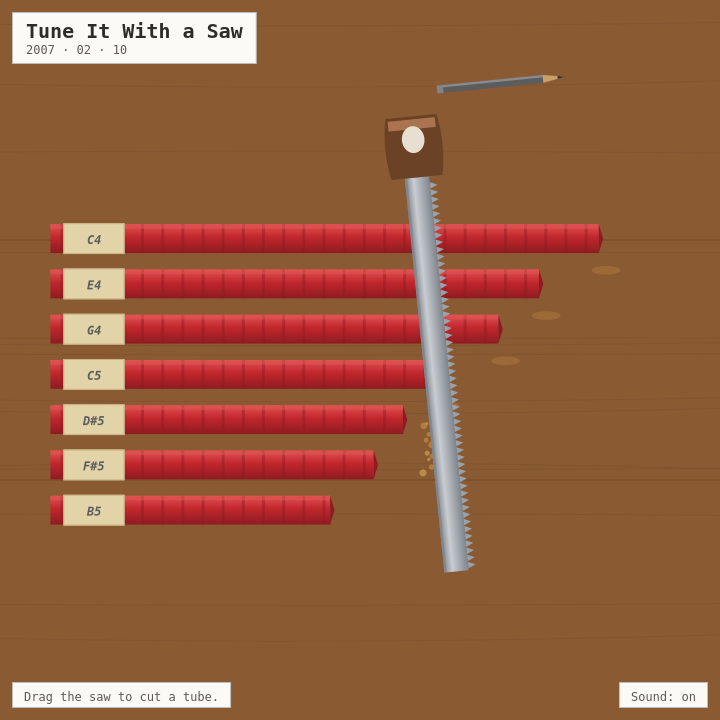 Tune It With a Saw
2007 · 02 · 10
C4
E4
G4
C5
D#5
F#5
B5
Drag the saw to cut a tube.
Sound: on